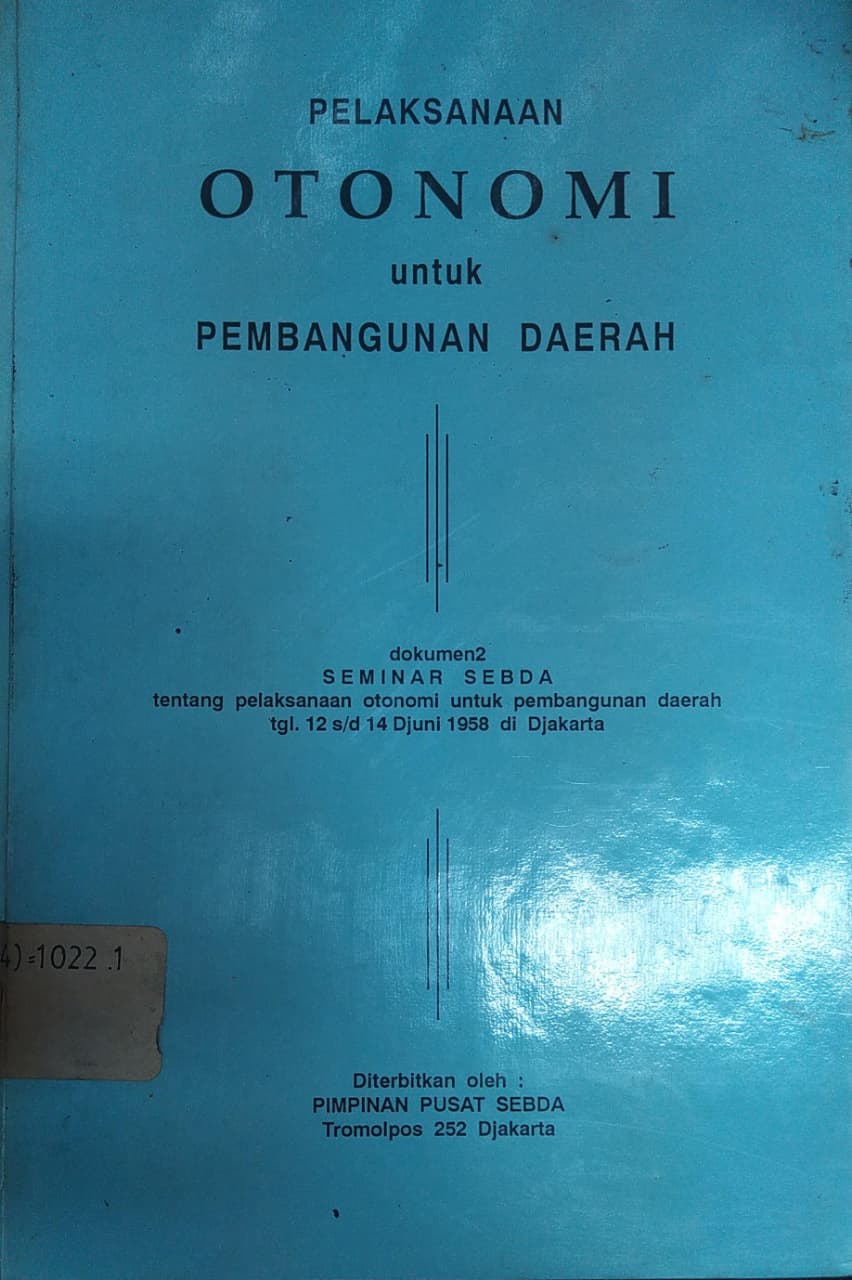 PELAKSANAAN
OTONOMI
untuk
PEMBANGUNAN DAERAH
dokumen2
SEMINAR SEBDA
tentang pelaksanaan otonomi untuk pembangunan daerah
tgl. 12 s/d 14 Djuni 1958 di Djakarta
4)=1022.1
Diterbitkan oleh :
PIMPINAN PUSAT SEBDA
Tromolpos 252 Djakarta